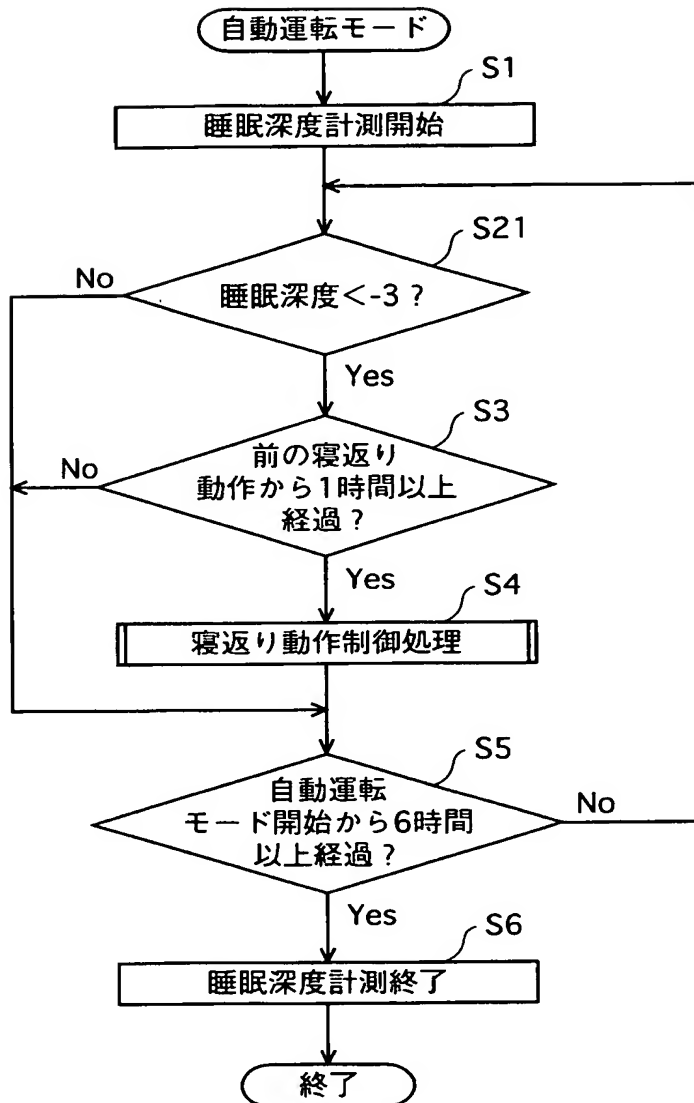 自動運転モード
S1
睡眠深度計測開始
S21
No
睡眠深度<-3?
Yes
S3
No
前の寝返り
動作から1時間以上
経過?
Yes
S4
寝返り動作制御処理
S5
自動運転
モード開始から6時間
以上経過?
No
Yes
S6
睡眠深度計測終了
終了